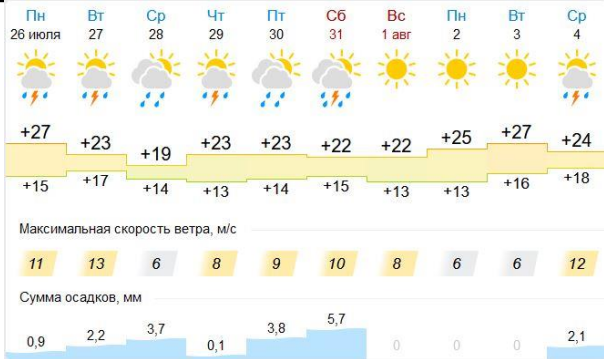 Пн Вт Ср Чт Пт Сб Вс Пн Вт Ср
26 июля 27 28 29 30 31 1 авг 2 3 4
+27 +23 +19 +23 +23 +22 +22 +25 +27 +24
+15 +17 +14 +13 +14 +15 +13 +13 +16 +18
Максимальная скорость ветра, м/с
11 13 6 8 9 10 8 6 6 12
Сумма осадков, мм
0,9 2,2 3,7 0,1 3,8 5,7 0 0 0 2,1